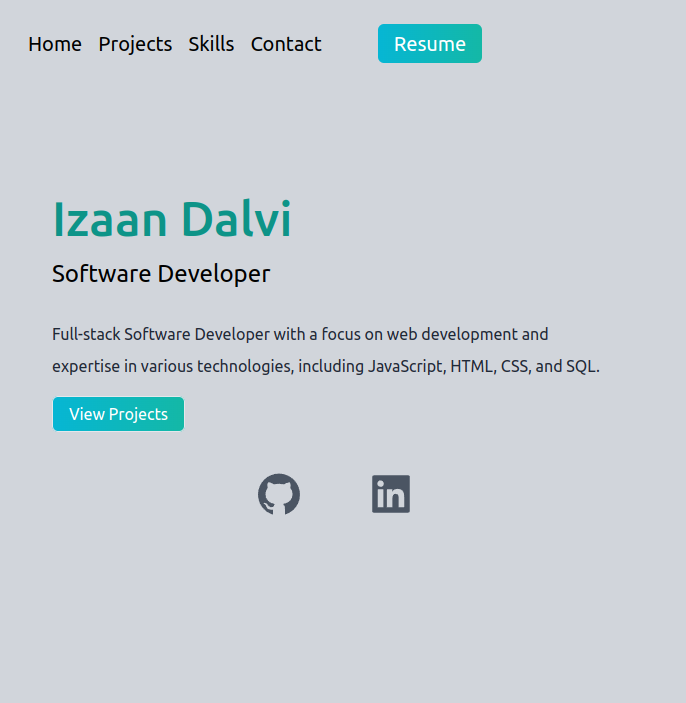 Home Projects Skills Contact Resume
Izaan Dalvi
Software Developer
Full-stack Software Developer with a focus on web development and
expertise in various technologies, including JavaScript, HTML, CSS, and SQL.
View Projects
in